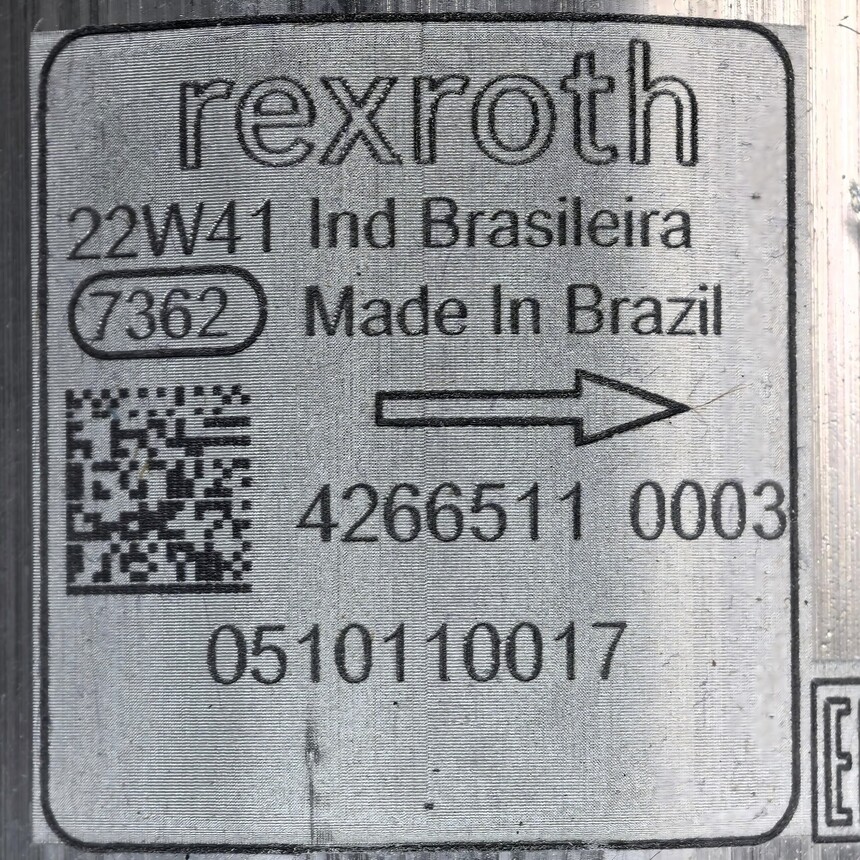 rexroth
22W41 Ind Brasileira
7362 Made In Brazil
4266511 0003
0510110017
E